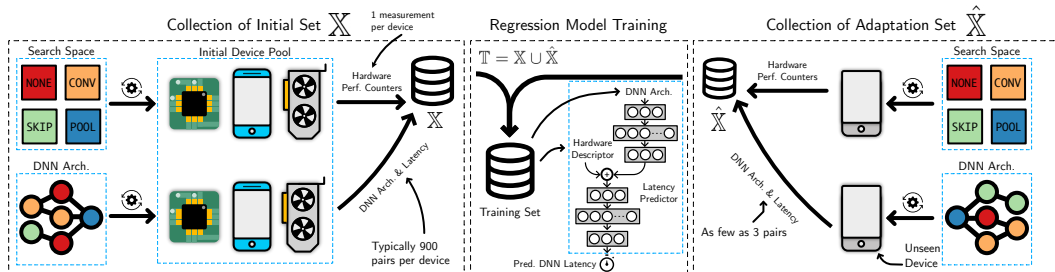 Collection of Initial Set 𝕏
1 measurement
per device
Search Space
NONE
CONV
SKIP
POOL
Initial Device Pool
Hardware
Perf. Counters
𝕏
DNN Arch.
DNN Arch. & Latency
Typically 900
pairs per device
Regression Model Training
𝕋 = 𝕏 ∪ 𝕏̂
DNN Arch.
Hardware
Descriptor
+
Latency
Predictor
Training Set
Pred. DNN Latency
Collection of Adaptation Set 𝕏̂
Hardware
Perf. Counters
𝕏̂
Search Space
NONE
CONV
SKIP
POOL
DNN Arch.
DNN Arch. & Latency
As few as 3 pairs
Unseen
Device